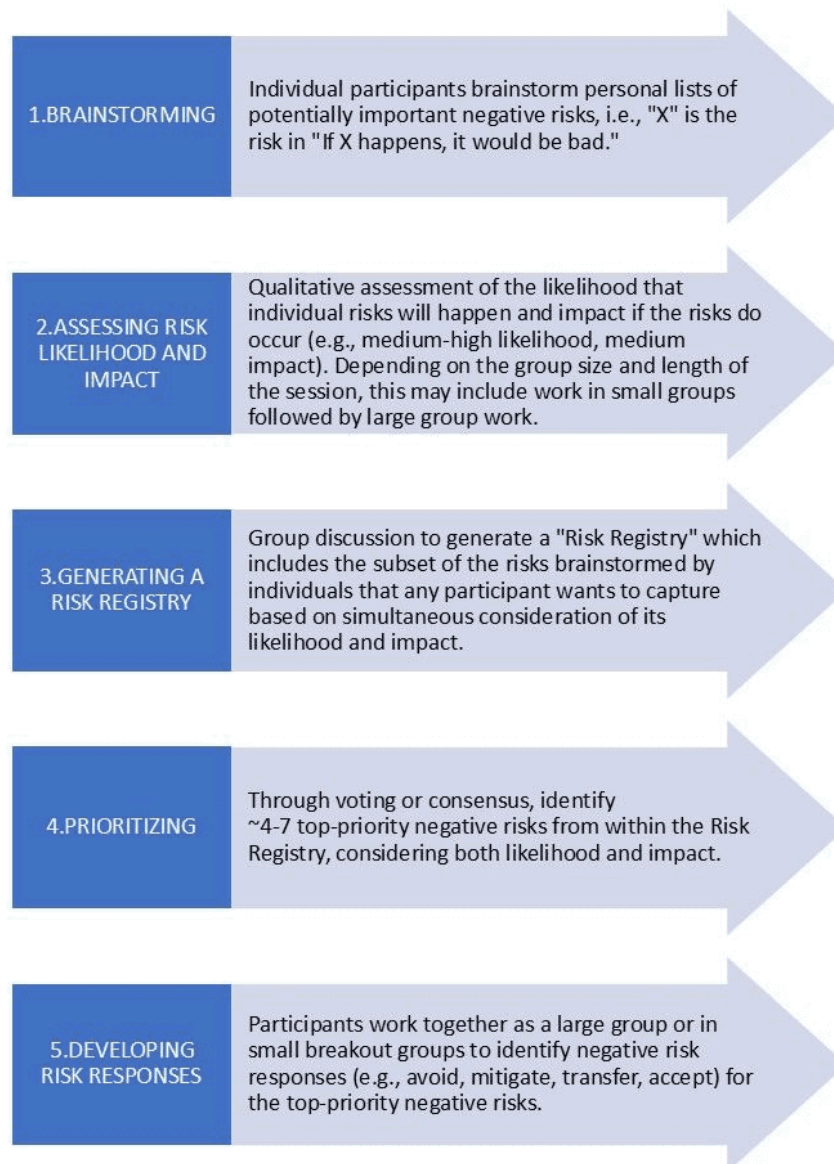 1.BRAINSTORMING
Individual participants brainstorm personal lists of
potentially important negative risks, i.e., "X" is the
risk in "If X happens, it would be bad."
2.ASSESSING RISK
LIKELIHOOD AND
IMPACT
Qualitative assessment of the likelihood that
individual risks will happen and impact if the risks do
occur (e.g., medium-high likelihood, medium
impact). Depending on the group size and length of
the session, this may include work in small groups
followed by large group work.
3.GENERATING A
RISK REGISTRY
Group discussion to generate a "Risk Registry" which
includes the subset of the risks brainstormed by
individuals that any participant wants to capture
based on simultaneous consideration of its
likelihood and impact.
4.PRIORITIZING
Through voting or consensus, identify
~4-7 top-priority negative risks from within the Risk
Registry, considering both likelihood and impact.
5.DEVELOPING
RISK RESPONSES
Participants work together as a large group or in
small breakout groups to identify negative risk
responses (e.g., avoid, mitigate, transfer, accept) for
the top-priority negative risks.